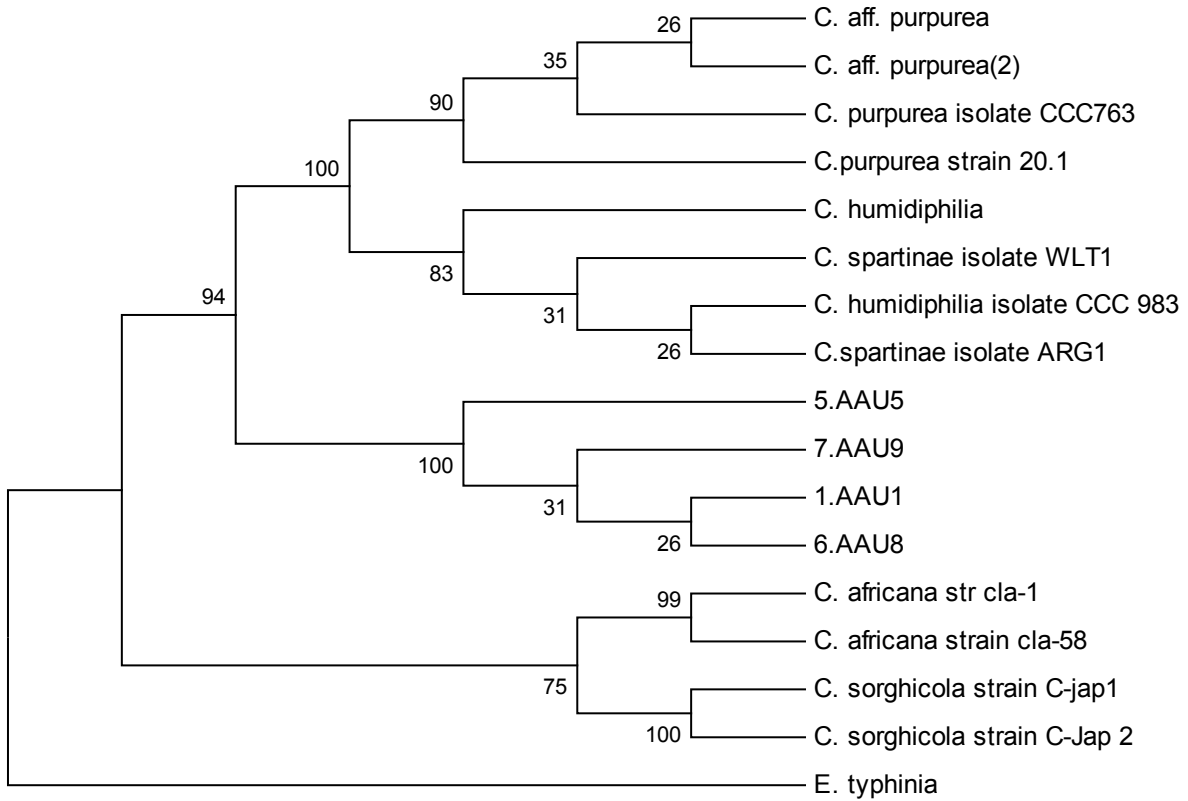 C. aff. purpurea
26
C. aff. purpurea(2)
35
C. purpurea isolate CCC763
90
C.purpurea strain 20.1
100
C. humidiphilia
83
C. spartinae isolate WLT1
94
C. humidiphilia isolate CCC 983
31
C.spartinae isolate ARG1
26
5.AAU5
7.AAU9
100
1.AAU1
31
6.AAU8
26
C. africana str cla-1
99
C. africana strain cla-58
75
C. sorghicola strain C-jap1
C. sorghicola strain C-Jap 2
100
E. typhinia